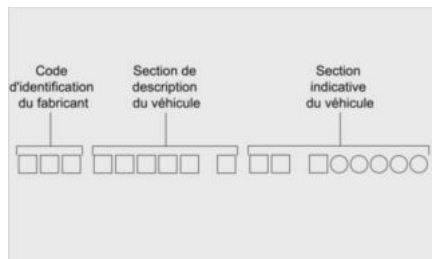 Code
d'identification
du fabricant
Section de
description
du véhicule
Section
indicative
du véhicule